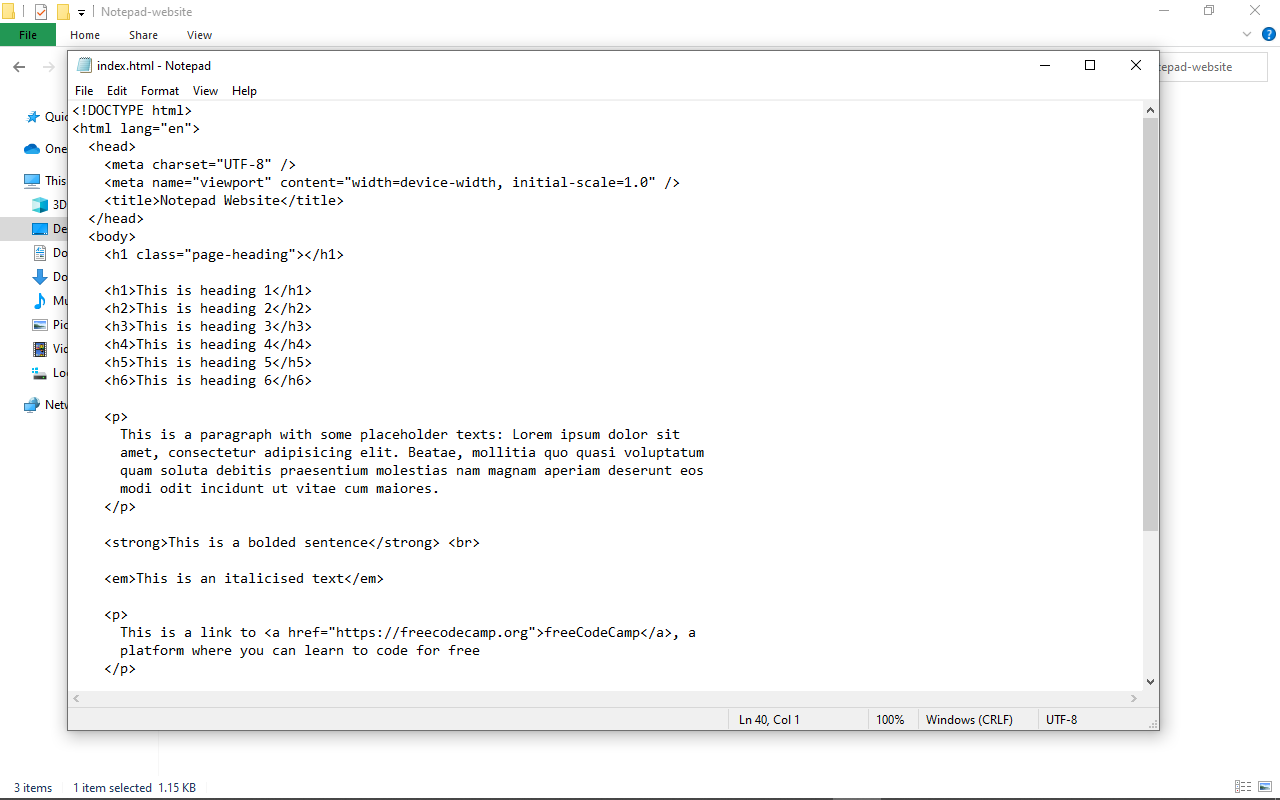 Notepad-website
File Home Share View
index.html - Notepad
tepad-website
File Edit Format View Help
<!DOCTYPE html>
<html lang="en">
  <head>
    <meta charset="UTF-8" />
    <meta name="viewport" content="width=device-width, initial-scale=1.0" />
    <title>Notepad Website</title>
  </head>
  <body>
    <h1 class="page-heading"></h1>
    <h1>This is heading 1</h1>
    <h2>This is heading 2</h2>
    <h3>This is heading 3</h3>
    <h4>This is heading 4</h4>
    <h5>This is heading 5</h5>
    <h6>This is heading 6</h6>
    <p>
      This is a paragraph with some placeholder texts: Lorem ipsum dolor sit
      amet, consectetur adipisicing elit. Beatae, mollitia quo quasi voluptatum
      quam soluta debitis praesentium molestias nam magnam aperiam deserunt eos
      modi odit incidunt ut vitae cum maiores.
    </p>
    <strong>This is a bolded sentence</strong> <br>
    <em>This is an italicised text</em>
    <p>
      This is a link to <a href="https://freecodecamp.org">freeCodeCamp</a>, a
      platform where you can learn to code for free
    </p>
Quic
One
This
3D
De
Do
Do
Mu
Pic
Vid
Loc
Netw
Ln 40, Col 1 100% Windows (CRLF) UTF-8
3 items 1 item selected 1.15 KB